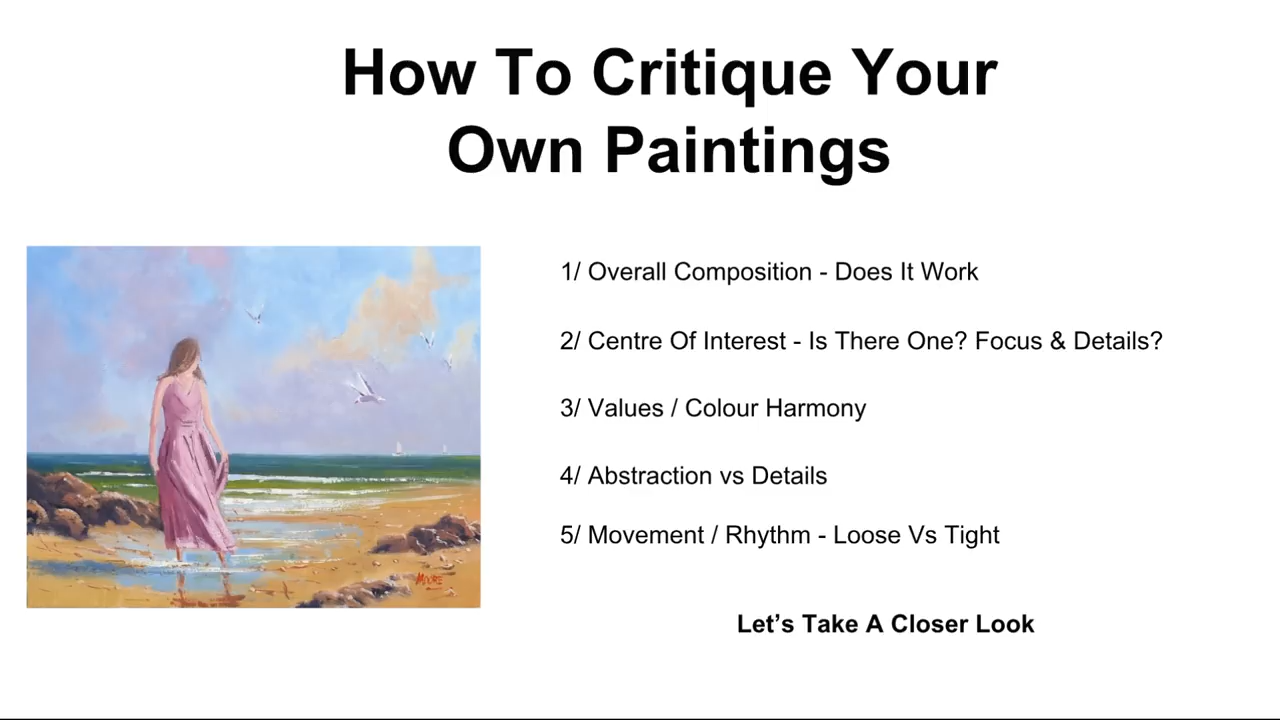 How To Critique Your
Own Paintings
1/ Overall Composition - Does It Work
2/ Centre Of Interest - Is There One? Focus & Details?
3/ Values / Colour Harmony
4/ Abstraction vs Details
5/ Movement / Rhythm - Loose Vs Tight
MOORE
Let’s Take A Closer Look